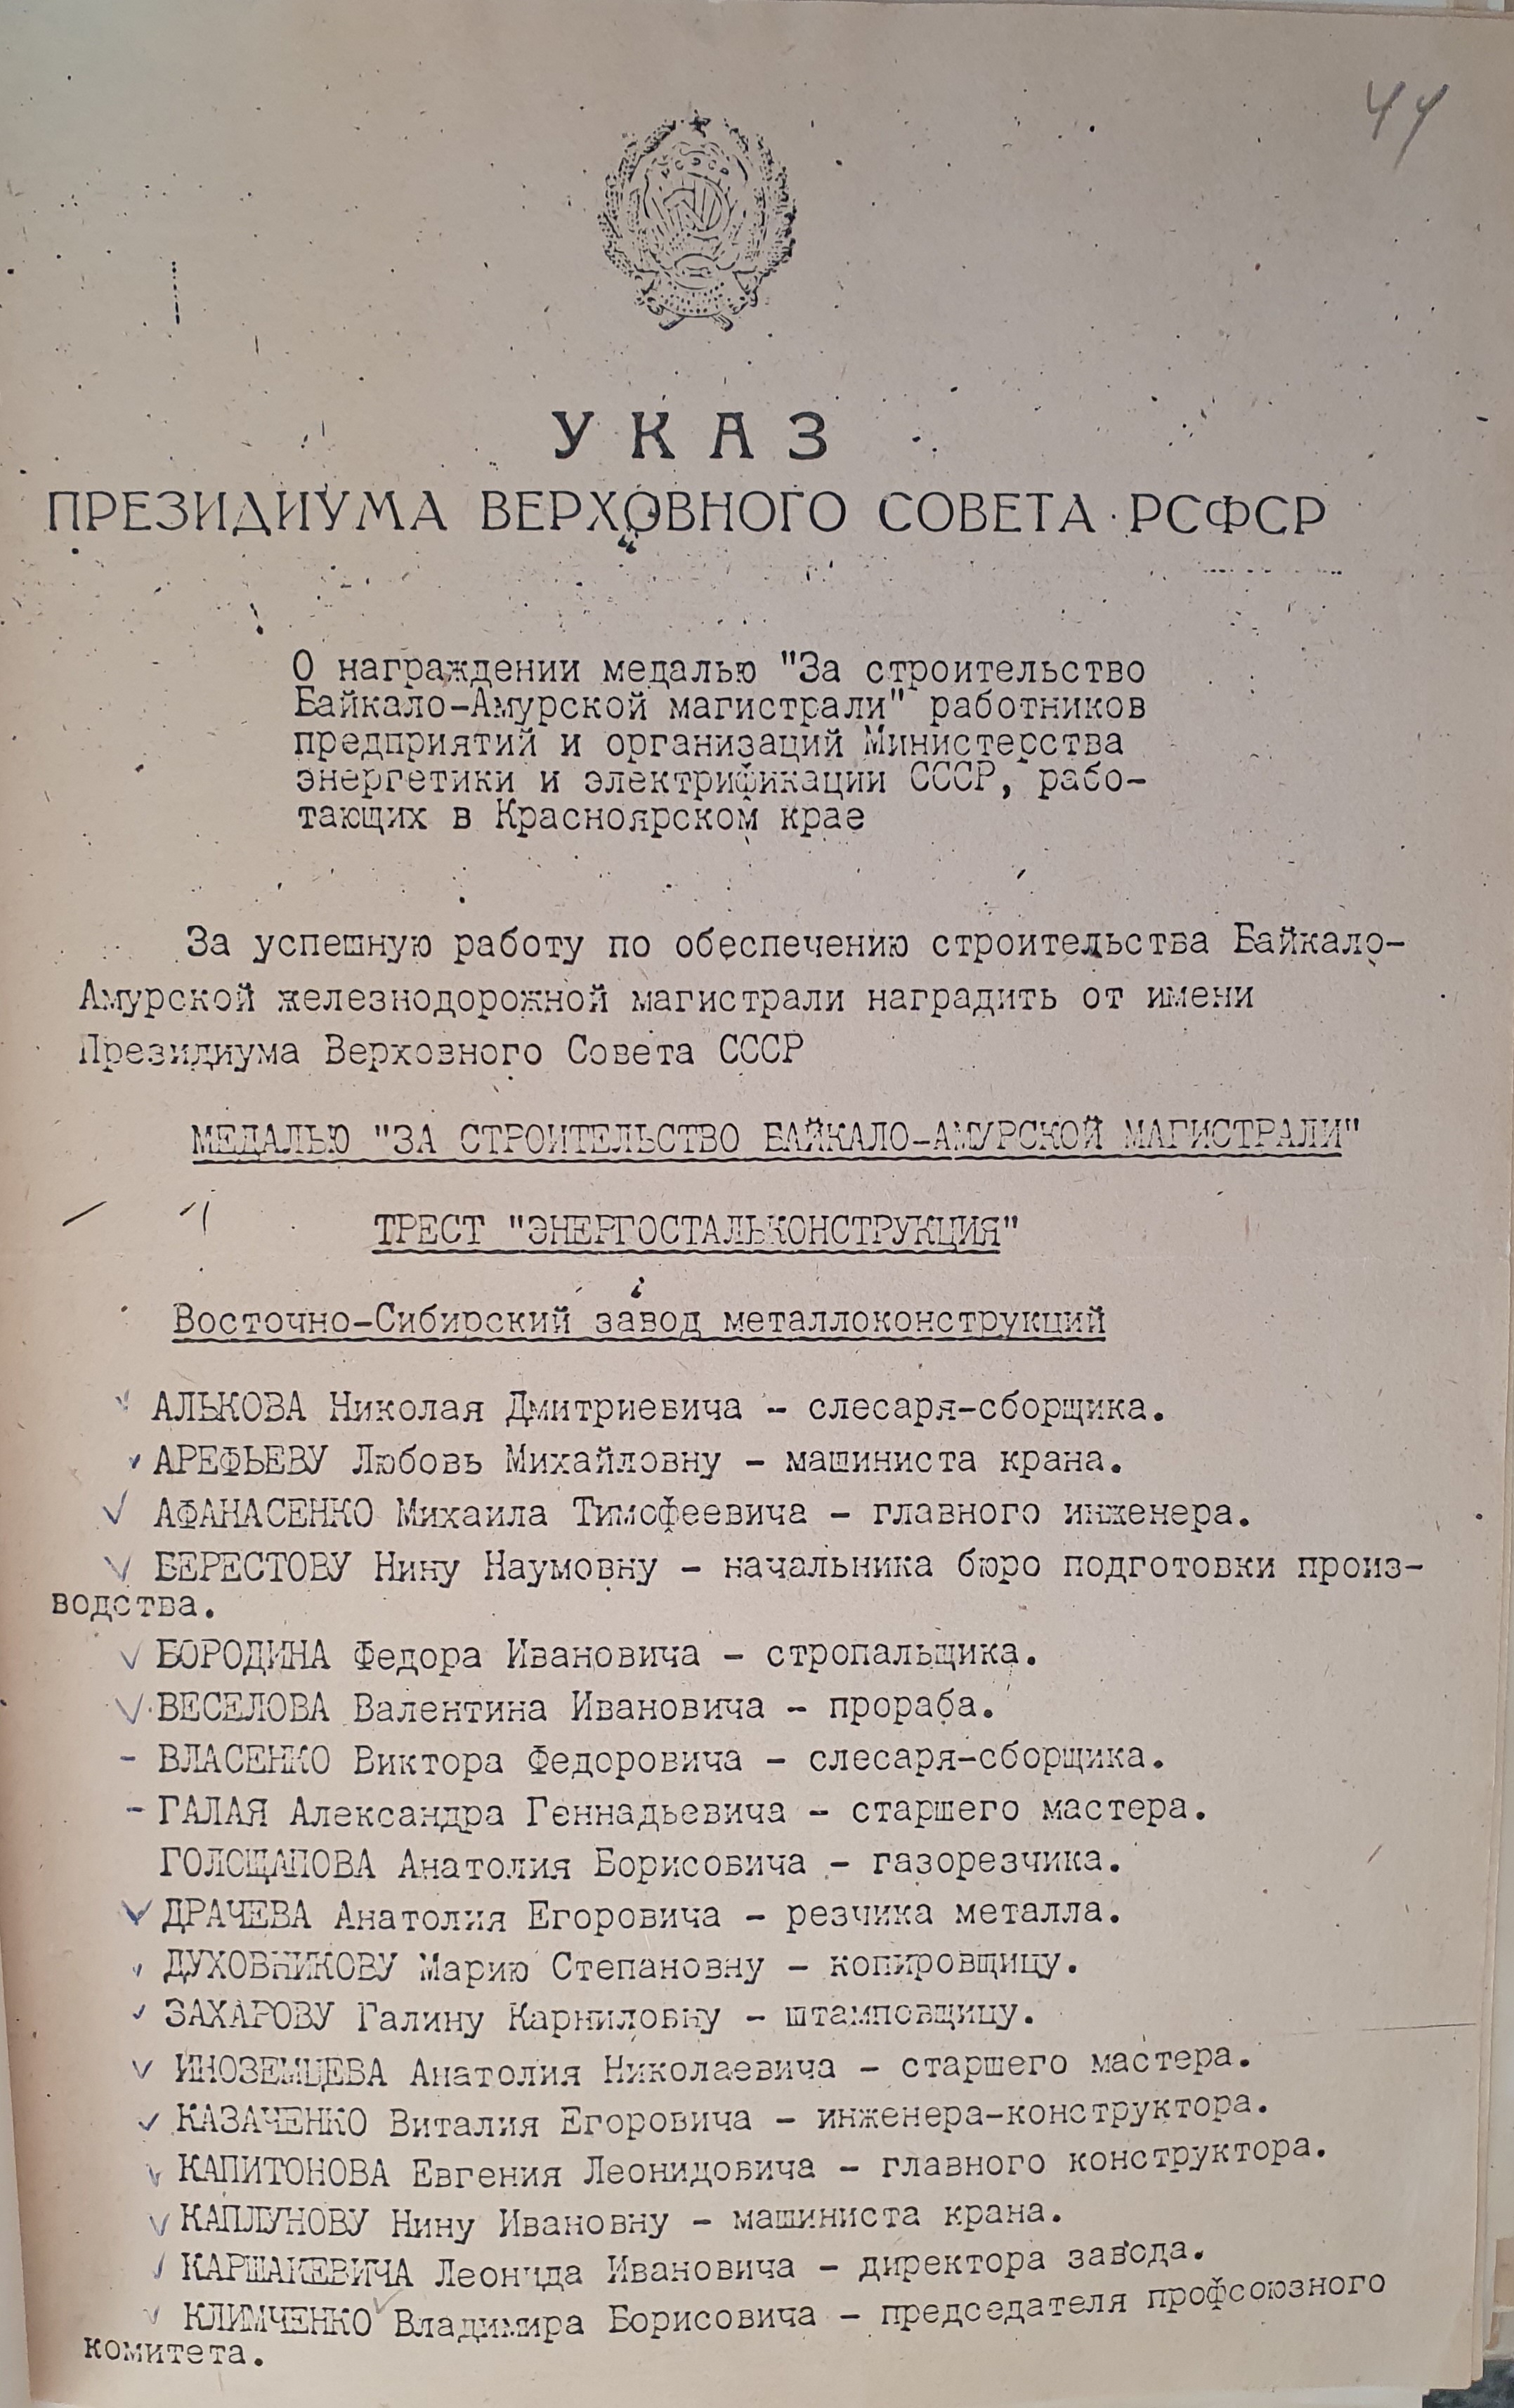 44
УКАЗ
ПРЕЗИДИУМА ВЕРХОВНОГО СОВЕТА РСФСР
О награждении медалью "За строительство
Байкало-Амурской магистрали" работников
предприятий и организаций Министерства
энергетики и электрификации СССР, рабо-
тающих в Красноярском крае
За успешную работу по обеспечению строительства Байкало-
Амурской железнодорожной магистрали наградить от имени
Президиума Верховного Совета СССР
МЕДАЛЬЮ "ЗА СТРОИТЕЛЬСТВО БАЙКАЛО-АМУРСКОЙ МАГИСТРАЛИ"
ТРЕСТ "ЭНЕРГОСТАЛЬКОНСТРУКЦИЯ"
Восточно-Сибирский завод металлоконструкций
АЛЬКОВА Николая Дмитриевича - слесаря-сборщика.
АРЕФЬЕВУ Любовь Михайловну - машиниста крана.
АФАНАСЕНКО Михаила Тимофеевича - главного инженера.
БЕРЕСТОВУ Нину Наумовну - начальника бюро подготовки произ-
водства.
БОРОДИНА Федора Ивановича - стропальщика.
ВЕСЕЛОВА Валентина Ивановича - прораба.
ВЛАСЕНКО Виктора Федоровича - слесаря-сборщика.
ГАЛАЯ Александра Геннадьевича - старшего мастера.
ГОЛОЩАПОВА Анатолия Борисовича - газорезчика.
ДРАЧЕВА Анатолия Егоровича - резчика металла.
ДУХОВНИКОВУ Марию Степановну - копировщицу.
ЗАХАРОВУ Галину Карниловну - штамповщицу.
ИНОЗЕМЦЕВА Анатолия Николаевича - старшего мастера.
КАЗАЧЕНКО Виталия Егоровича - инженера-конструктора.
КАПИТОНОВА Евгения Леонидовича - главного конструктора.
КАПЛУНОВУ Нину Ивановну - машиниста крана.
КАРШАКЕВИЧА Леонида Ивановича - директора завода.
КЛИМЧЕНКО Владимира Борисовича - председателя профсоюзного
комитета.